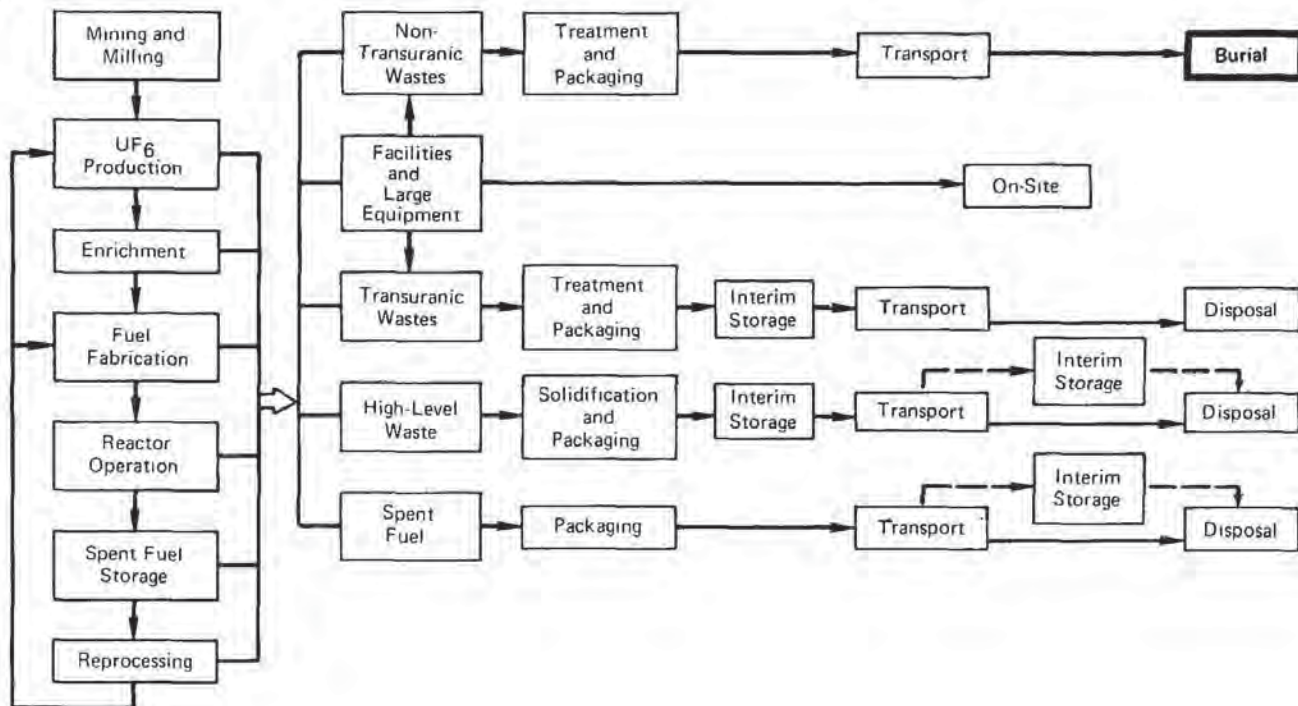 Mining and
Milling
UF6
Production
Enrichment
Fuel
Fabrication
Reactor
Operation
Spent Fuel
Storage
Reprocessing
Non-
Transuranic
Wastes
Treatment
and
Packaging
Transport
Burial
Facilities
and
Large
Equipment
On-Site
Transuranic
Wastes
Treatment
and
Packaging
Interim
Storage
Transport
Disposal
High-Level
Waste
Solidification
and
Packaging
Interim
Storage
Transport
Interim
Storage
Disposal
Spent
Fuel
Packaging
Transport
Interim
Storage
Disposal